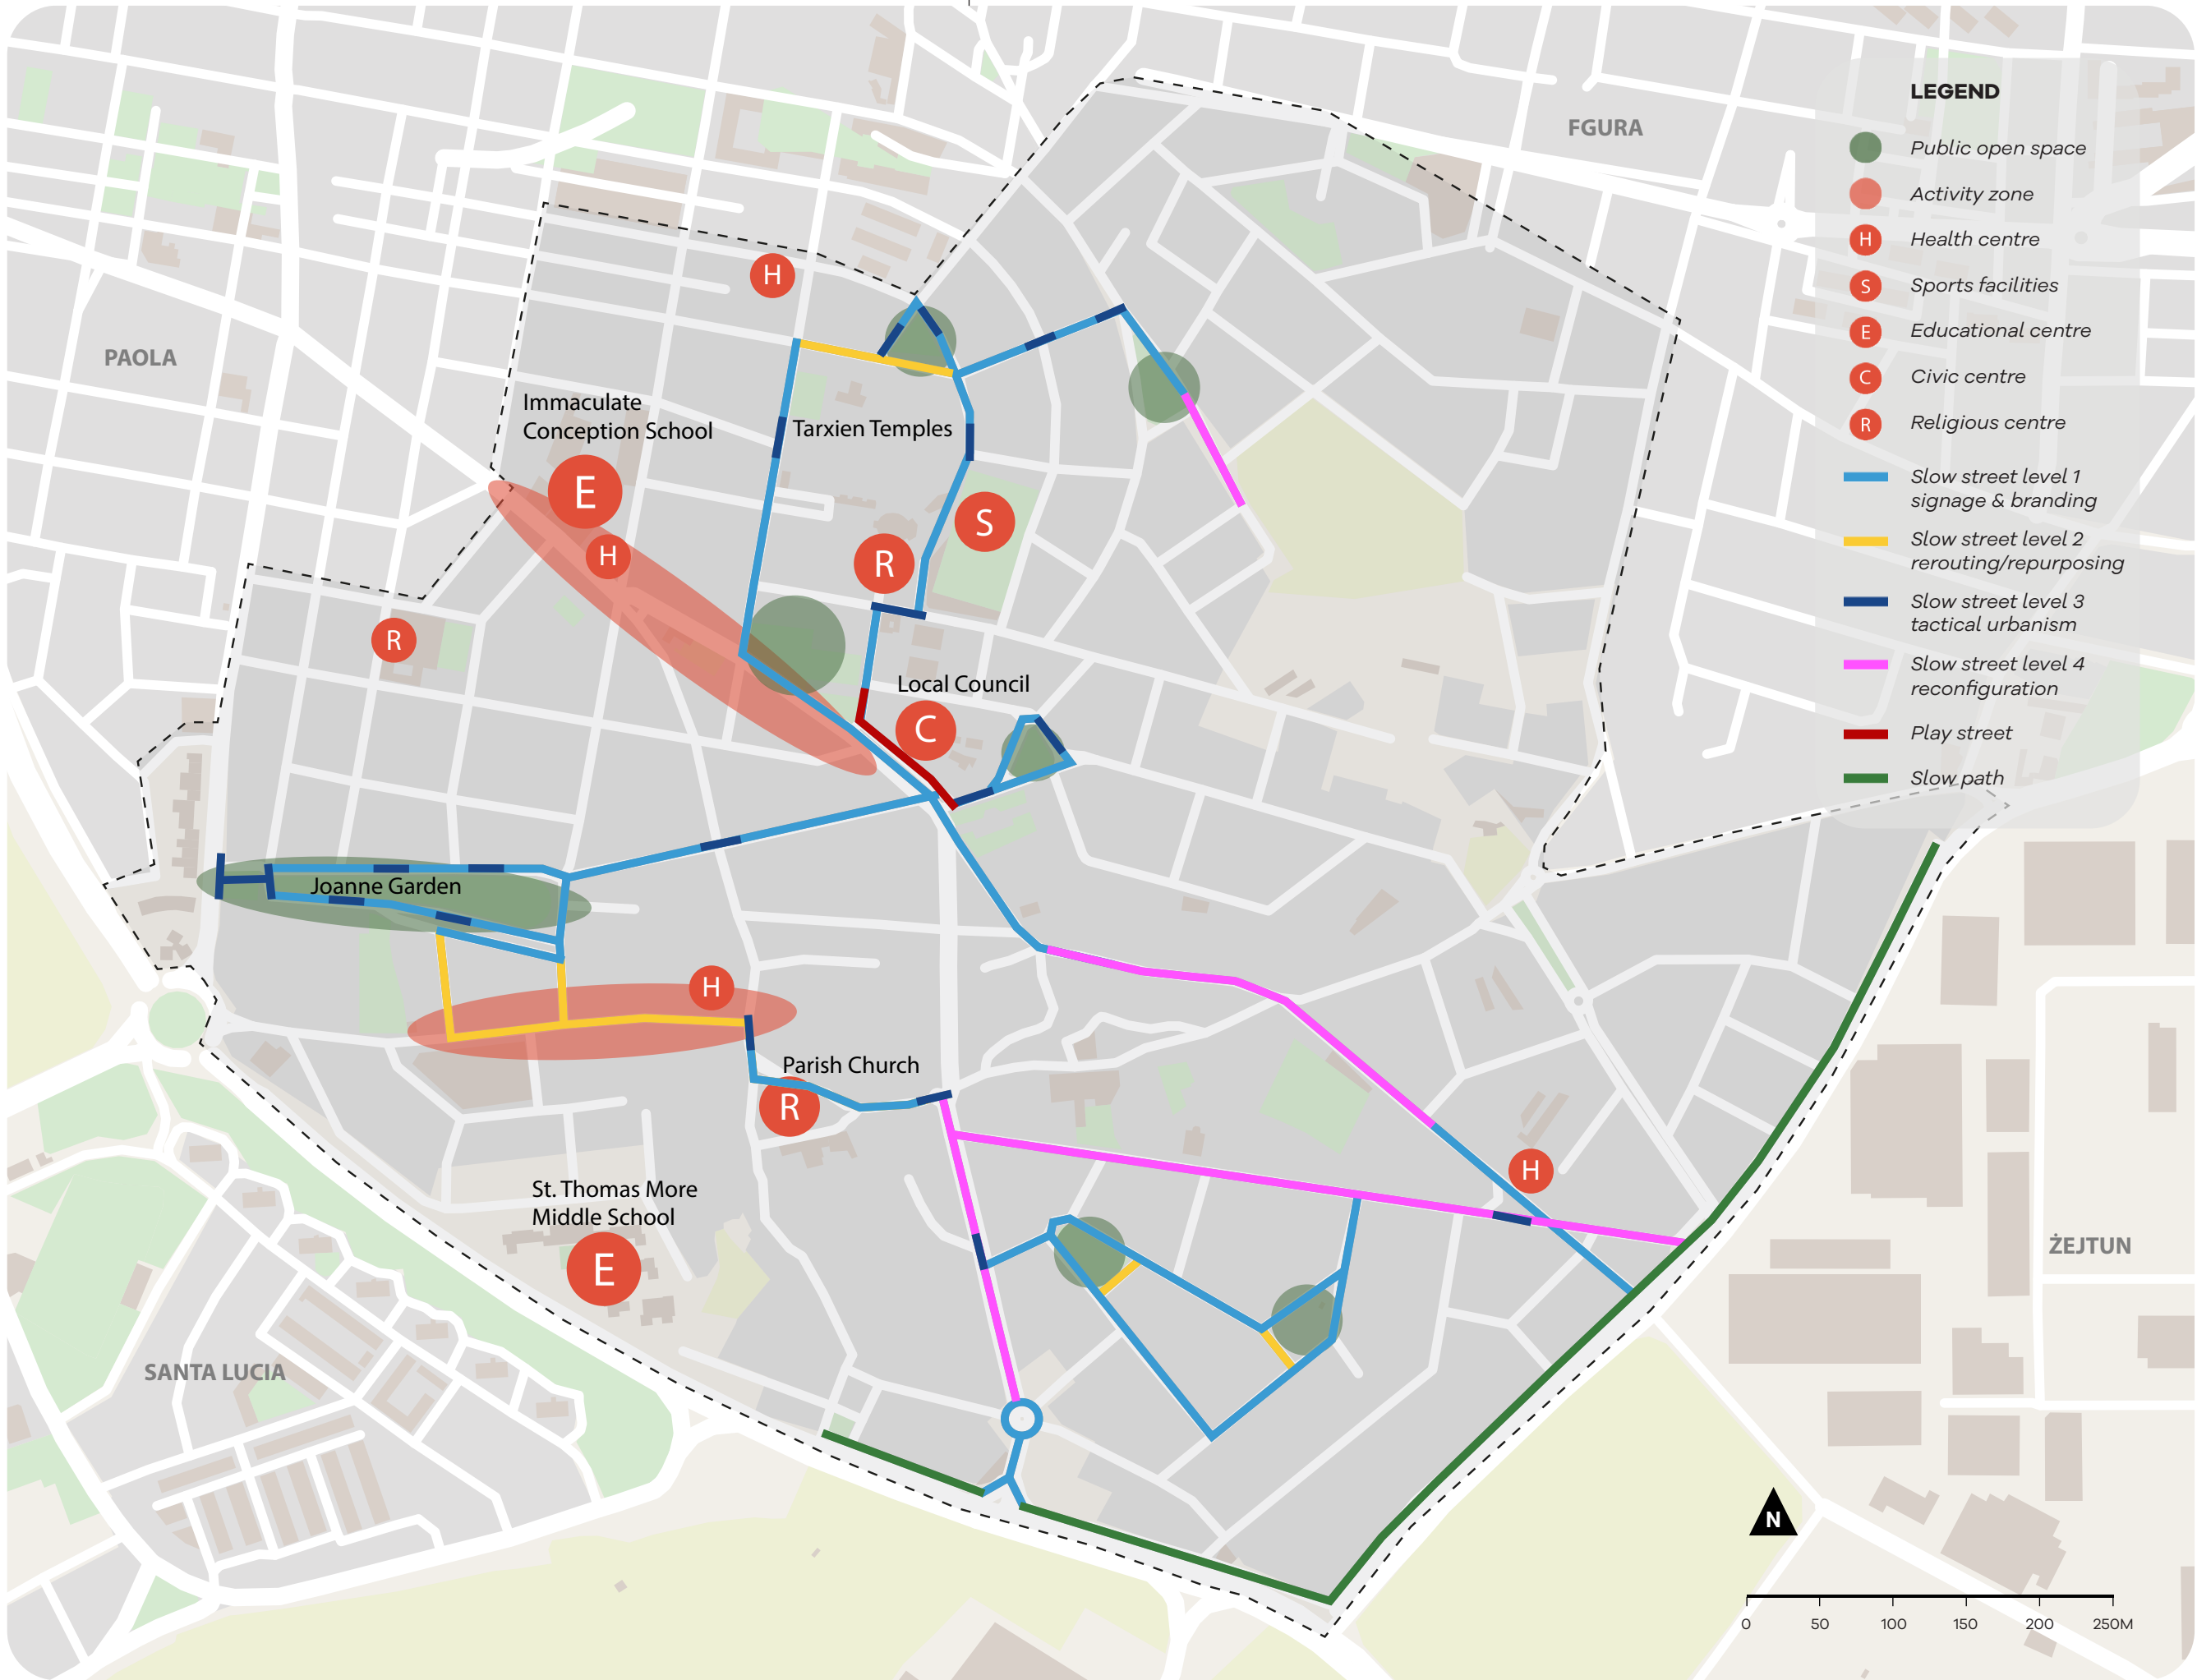 LEGEND
Public open space
Activity zone
H
Health centre
S
Sports facilities
E
Educational centre
C
Civic centre
R
Religious centre
Slow street level 1
signage & branding
Slow street level 2
rerouting/repurposing
Slow street level 3
tactical urbanism
Slow street level 4
reconfiguration
Play street
Slow path
FGURA
PAOLA
H
Immaculate
Conception School
E
H
Tarxien Temples
S
R
R
Local Council
C
Joanne Garden
H
Parish Church
R
H
St. Thomas More
Middle School
E
SANTA LUCIA
ŻEJTUN
N
0 50 100 150 200 250M